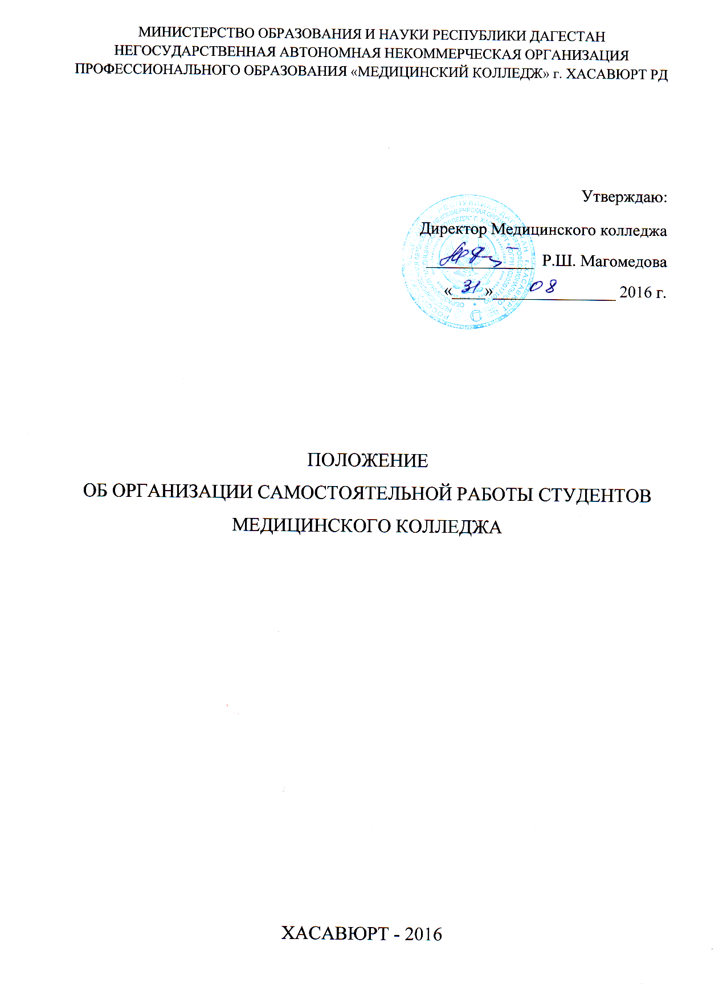 МИНИСТЕРСТВО ОБРАЗОВАНИЯ И НАУКИ РЕСПУБЛИКИ ДАГЕСТАН
НЕГОСУДАРСТВЕННАЯ АВТОНОМНАЯ НЕКОММЕРЧЕСКАЯ ОРГАНИЗАЦИЯ
ПРОФЕССИОНАЛЬНОГО ОБРАЗОВАНИЯ «МЕДИЦИНСКИЙ КОЛЛЕДЖ» г. ХАСАВЮРТ РД
Утверждаю:
Директор Медицинского колледжа
Р.Ш. Магомедова
«31» 08 2016 г.
ПОЛОЖЕНИЕ
ОБ ОРГАНИЗАЦИИ САМОСТОЯТЕЛЬНОЙ РАБОТЫ СТУДЕНТОВ
МЕДИЦИНСКОГО КОЛЛЕДЖА
ХАСАВЮРТ - 2016